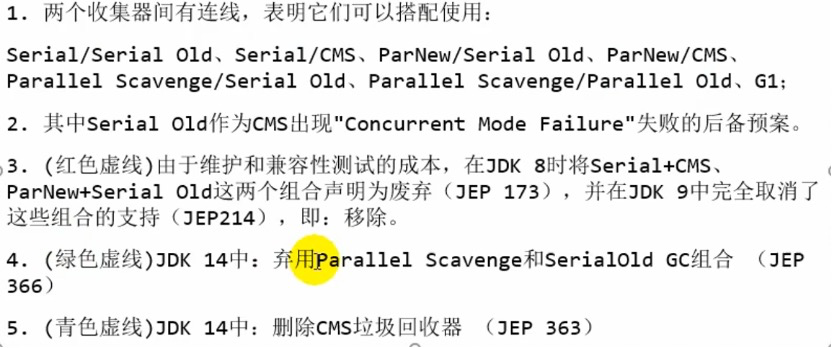 1. 两个收集器间有连线，表明它们可以搭配使用：
Serial/Serial Old、Serial/CMS、ParNew/Serial Old、ParNew/CMS、
Parallel Scavenge/Serial Old、Parallel Scavenge/Parallel Old、G1；
2. 其中Serial Old作为CMS出现"Concurrent Mode Failure"失败的后备预案。
3. (红色虚线)由于维护和兼容性测试的成本，在JDK 8时将Serial+CMS、
ParNew+Serial Old这两个组合声明为废弃（JEP 173），并在JDK 9中完全取消了
这些组合的支持（JEP214），即：移除。
4. (绿色虚线)JDK 14中：弃用Parallel Scavenge和SerialOld GC组合 （JEP
366）
5. (青色虚线)JDK 14中：删除CMS垃圾回收器 （JEP 363）